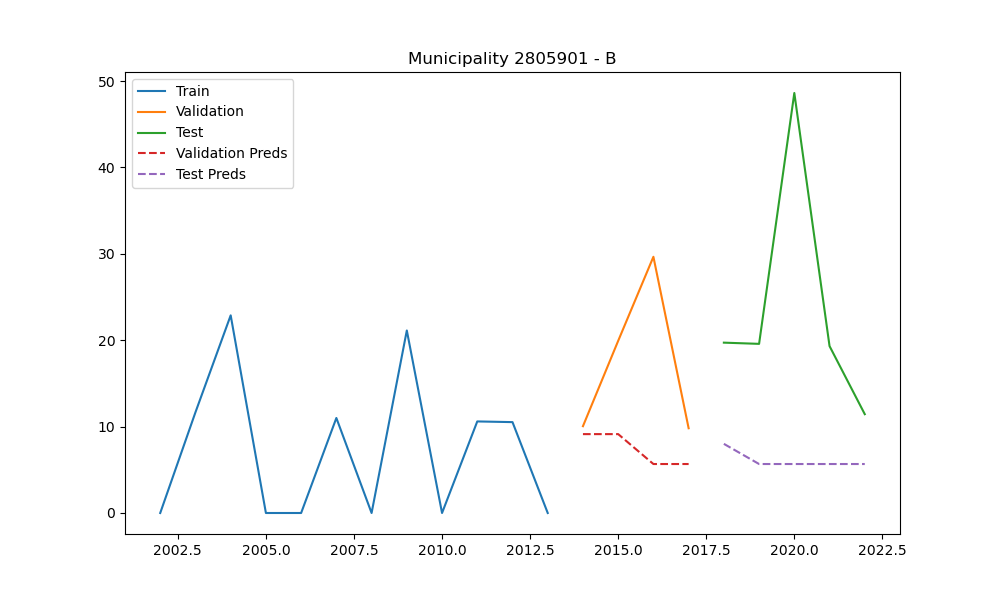 Municipality 2805901 - B
50
40
30
20
10
0
Train
Validation
Test
Validation Preds
Test Preds
2002.5 2005.0 2007.5 2010.0 2012.5 2015.0 2017.5 2020.0 2022.5